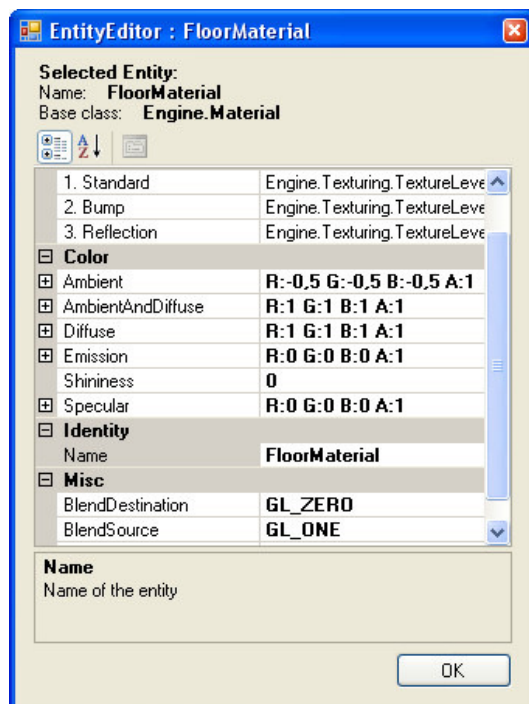 EntityEditor : FloorMaterial
Selected Entity:
Name: FloorMaterial
Base class: Engine.Material
A
Z
1. Standard Engine.Texturing.TextureLeve
2. Bump Engine.Texturing.TextureLeve
3. Reflection Engine.Texturing.TextureLeve
Color
Ambient R:-0,5 G:-0,5 B:-0,5 A:1
AmbientAndDiffuse R:1 G:1 B:1 A:1
Diffuse R:1 G:1 B:1 A:1
Emission R:0 G:0 B:0 A:1
Shininess 0
Specular R:0 G:0 B:0 A:1
Identity
Name FloorMaterial
Misc
BlendDestination GL_ZERO
BlendSource GL_ONE
Name
Name of the entity
OK